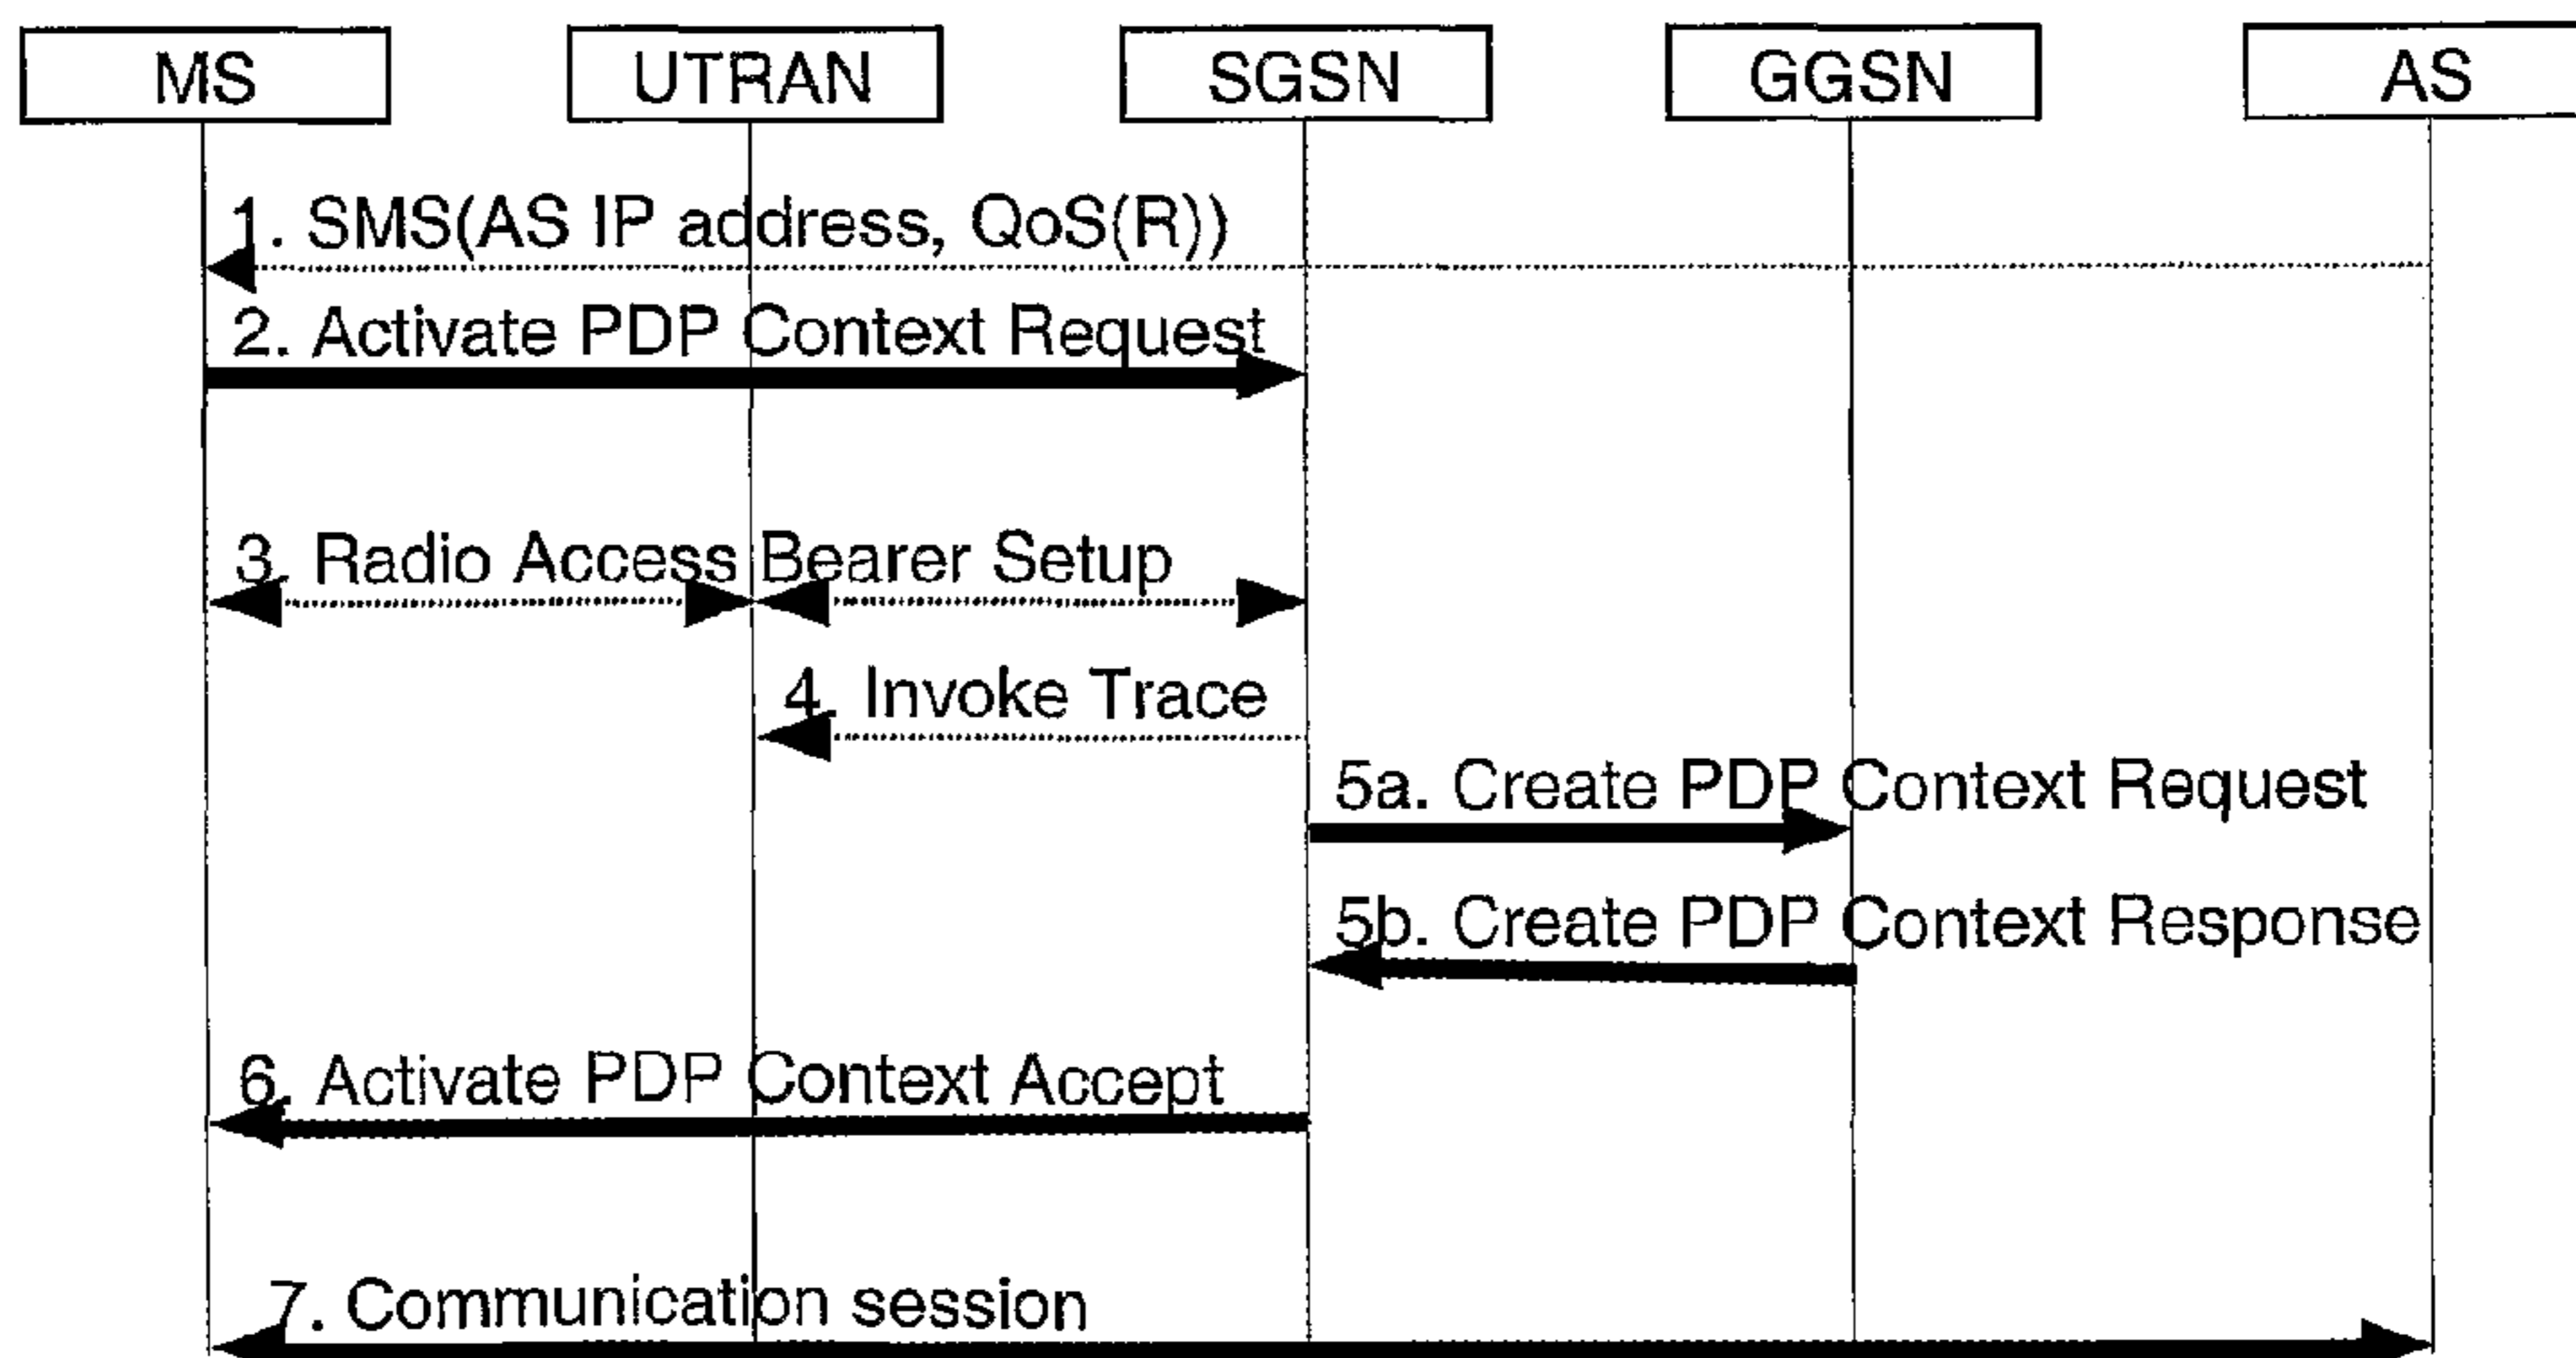 MS UTRAN SGSN GGSN AS
1. SMS(AS IP address, QoS(R))
2. Activate PDP Context Request
3. Radio Access Bearer Setup
4. Invoke Trace
5a. Create PDP Context Request
5b. Create PDP Context Response
6. Activate PDP Context Accept
7. Communication session